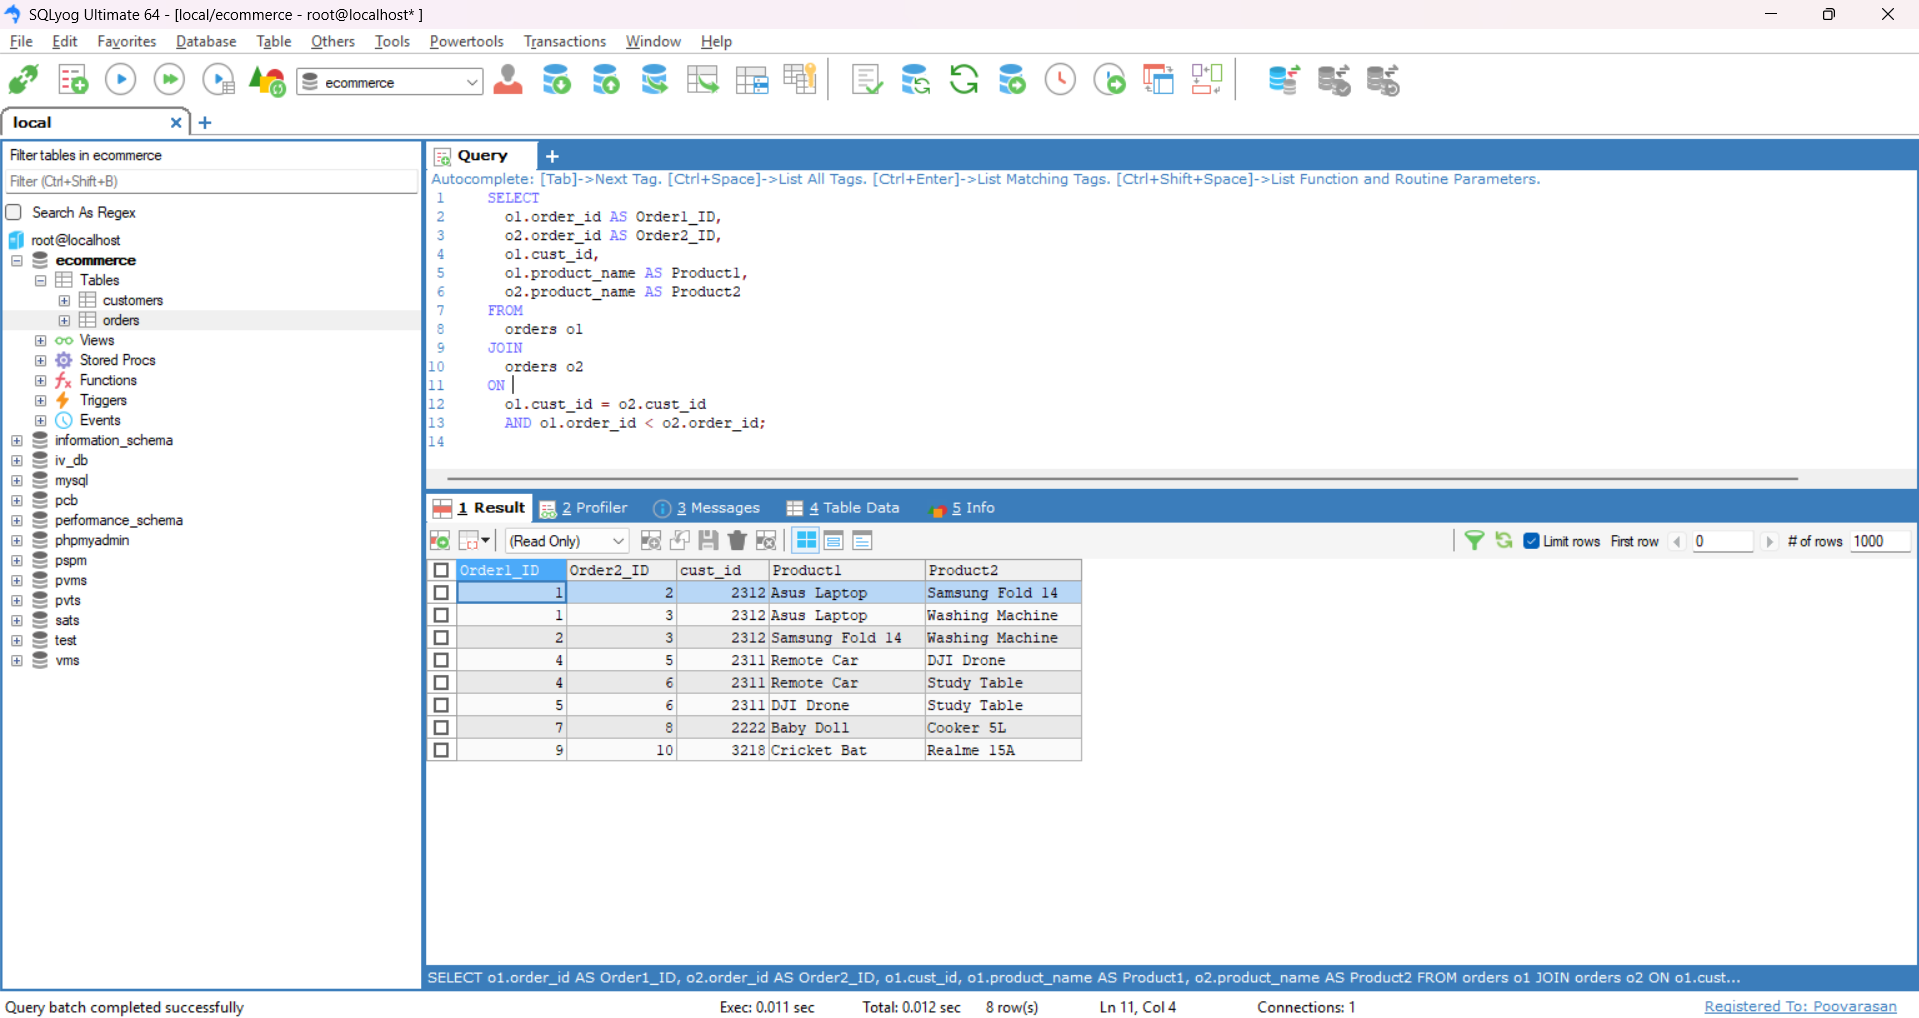 SQLyog Ultimate 64 - [local/ecommerce - root@localhost* ]
File Edit Favorites Database Table Others Tools Powertools Transactions Window Help
ecommerce
local
Filter tables in ecommerce
Filter (Ctrl+Shift+B)
Search As Regex
root@localhost
ecommerce
Tables
customers
orders
Views
Stored Procs
Functions
Triggers
Events
information_schema
iv_db
mysql
pcb
performance_schema
phpmyadmin
pspm
pvms
pvts
sats
test
vms
Query
Autocomplete: [Tab]->Next Tag. [Ctrl+Space]->List All Tags. [Ctrl+Enter]->List Matching Tags. [Ctrl+Shift+Space]->List Function and Routine Parameters.
1 SELECT
2 o1.order_id AS Order1_ID,
3 o2.order_id AS Order2_ID,
4 o1.cust_id,
5 o1.product_name AS Product1,
6 o2.product_name AS Product2
7 FROM
8 orders o1
9 JOIN
10 orders o2
11 ON
12 o1.cust_id = o2.cust_id
13 AND o1.order_id < o2.order_id;
14
1 Result 2 Profiler 3 Messages 4 Table Data 5 Info
(Read Only) Limit rows First row 0 # of rows 1000
Order1_ID Order2_ID cust_id Product1 Product2
1 2 2312 Asus Laptop Samsung Fold 14
1 3 2312 Asus Laptop Washing Machine
2 3 2312 Samsung Fold 14 Washing Machine
4 5 2311 Remote Car DJI Drone
4 6 2311 Remote Car Study Table
5 6 2311 DJI Drone Study Table
7 8 2222 Baby Doll Cooker 5L
9 10 3218 Cricket Bat Realme 15A
SELECT o1.order_id AS Order1_ID, o2.order_id AS Order2_ID, o1.cust_id, o1.product_name AS Product1, o2.product_name AS Product2 FROM orders o1 JOIN orders o2 ON o1.cust...
Query batch completed successfully Exec: 0.011 sec Total: 0.012 sec 8 row(s) Ln 11, Col 4 Connections: 1 Registered To: Poovarasan